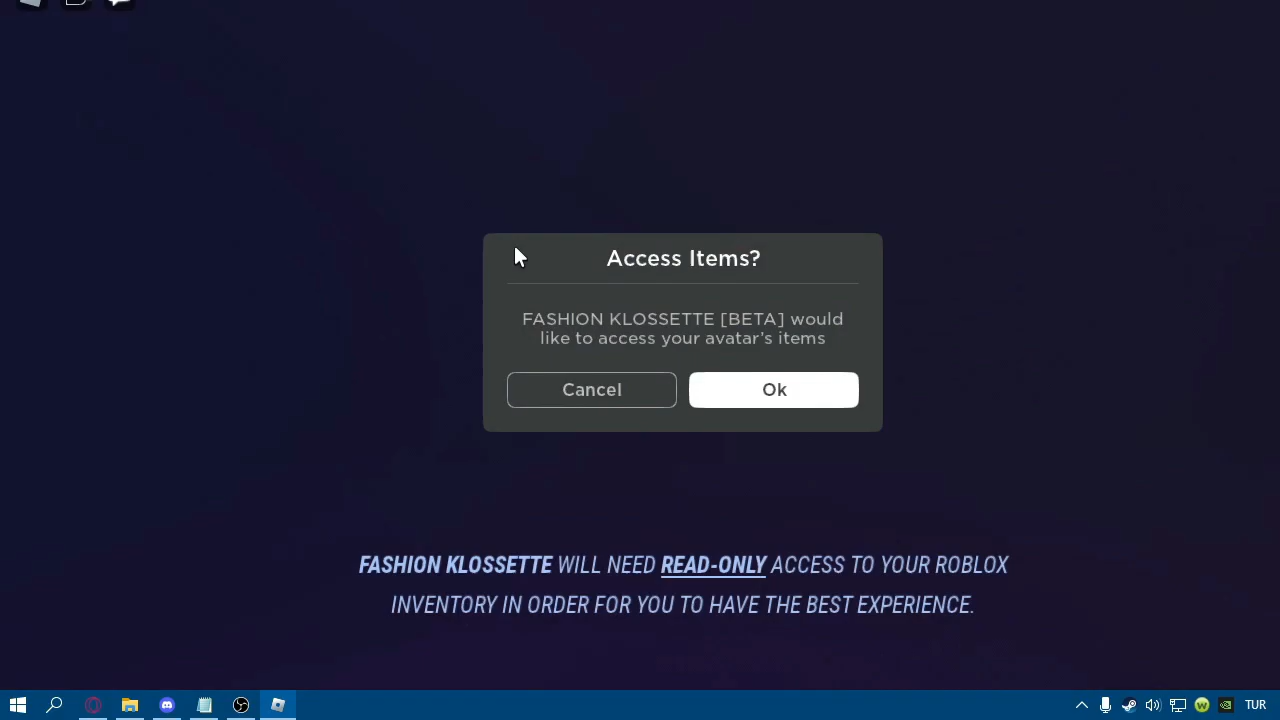 Access Items?
FASHION KLOSSETTE [BETA] would
like to access your avatar's items
Cancel
Ok
FASHION KLOSSETTE WILL NEED READ-ONLY ACCESS TO YOUR ROBLOX
INVENTORY IN ORDER FOR YOU TO HAVE THE BEST EXPERIENCE.
TUR